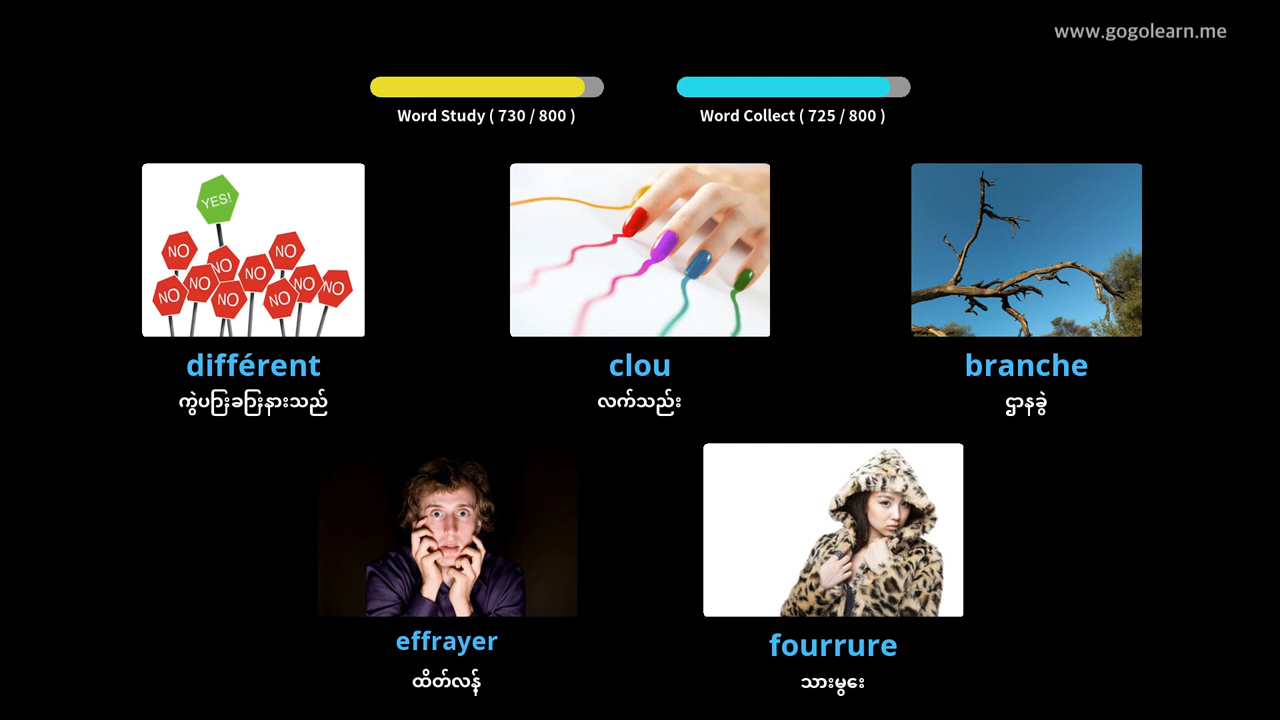 www.gogolearn.me
Word Study ( 730 / 800 )
Word Collect ( 725 / 800 )
YES!
NO
NO
NO
NO
NO
NO
NO
NO
NO
NO
différent
clou
branche
ကွဲပြားခြားနားသည်
လက်သည်း
ဌာနခွဲ
effrayer
fourrure
ထိတ်လန့်
သားမွေး